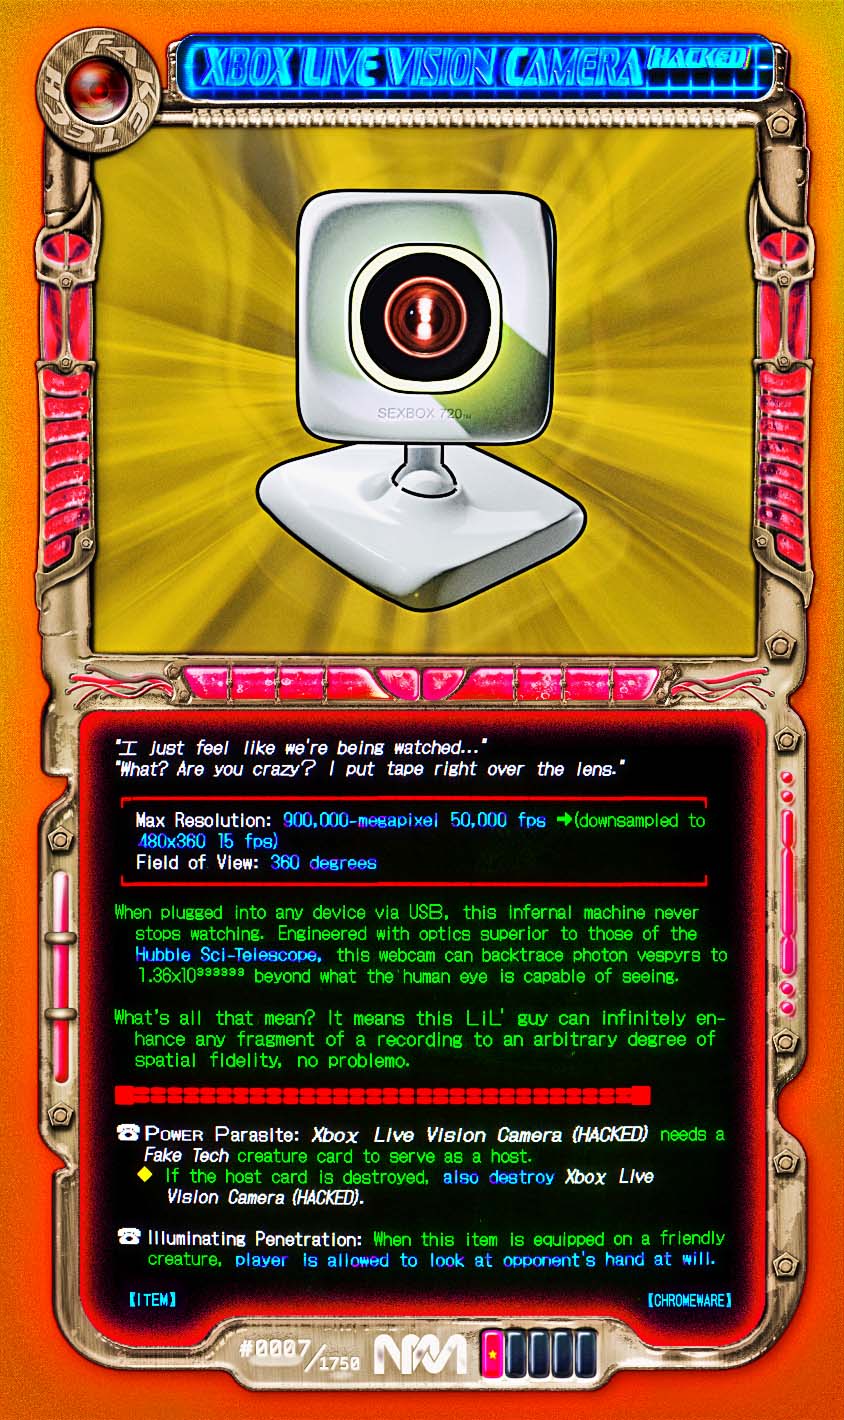 FAKE TECH
XBOX LIVE VISION CAMERA (HACKED)
SEXBOX 720™
"I just feel like we're being watched..."
"What? Are you crazy? I put tape right over the lens."
Max Resolution: 900,000-megapixel 50,000 fps ➔(downsampled to
480x360 15 fps)
Field of View: 360 degrees
When plugged into any device via USB, this infernal machine never
stops watching. Engineered with optics superior to those of the
Hubble Sci-Telescope, this webcam can backtrace photon vespyrs to
1.36x10⁹⁹⁹⁹⁹⁹ beyond what the human eye is capable of seeing.
What's all that mean? It means this LiL' guy can infinitely en-
hance any fragment of a recording to an arbitrary degree of
spatial fidelity, no problemo.
☎ POWER Parasite: Xbox Live Vision Camera (HACKED) needs a
Fake Tech creature card to serve as a host.
◆ If the host card is destroyed, also destroy Xbox Live
Vision Camera (HACKED).
☎ Illuminating Penetration: When this item is equipped on a friendly
creature, player is allowed to look at opponent's hand at will.
【ITEM】 【CHROMEWARE】
#0007/1750